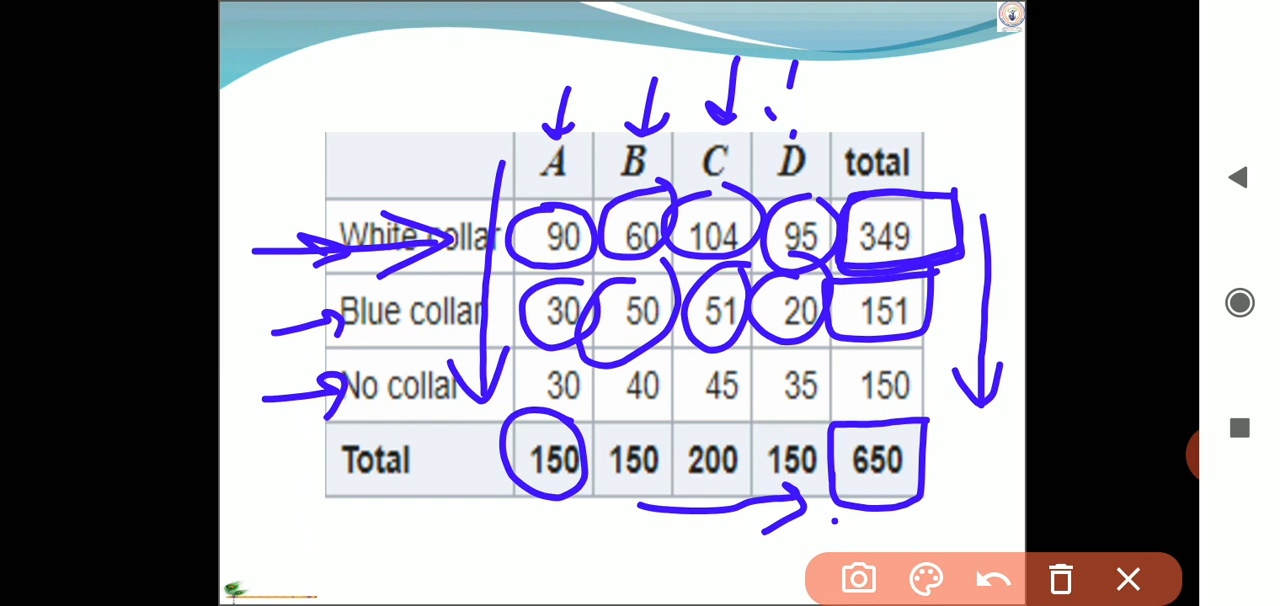 A B C D total
White collar 90 60 104 95 349
Blue collar 30 50 51 20 151
No collar 30 40 45 35 150
Total 150 150 200 150 650